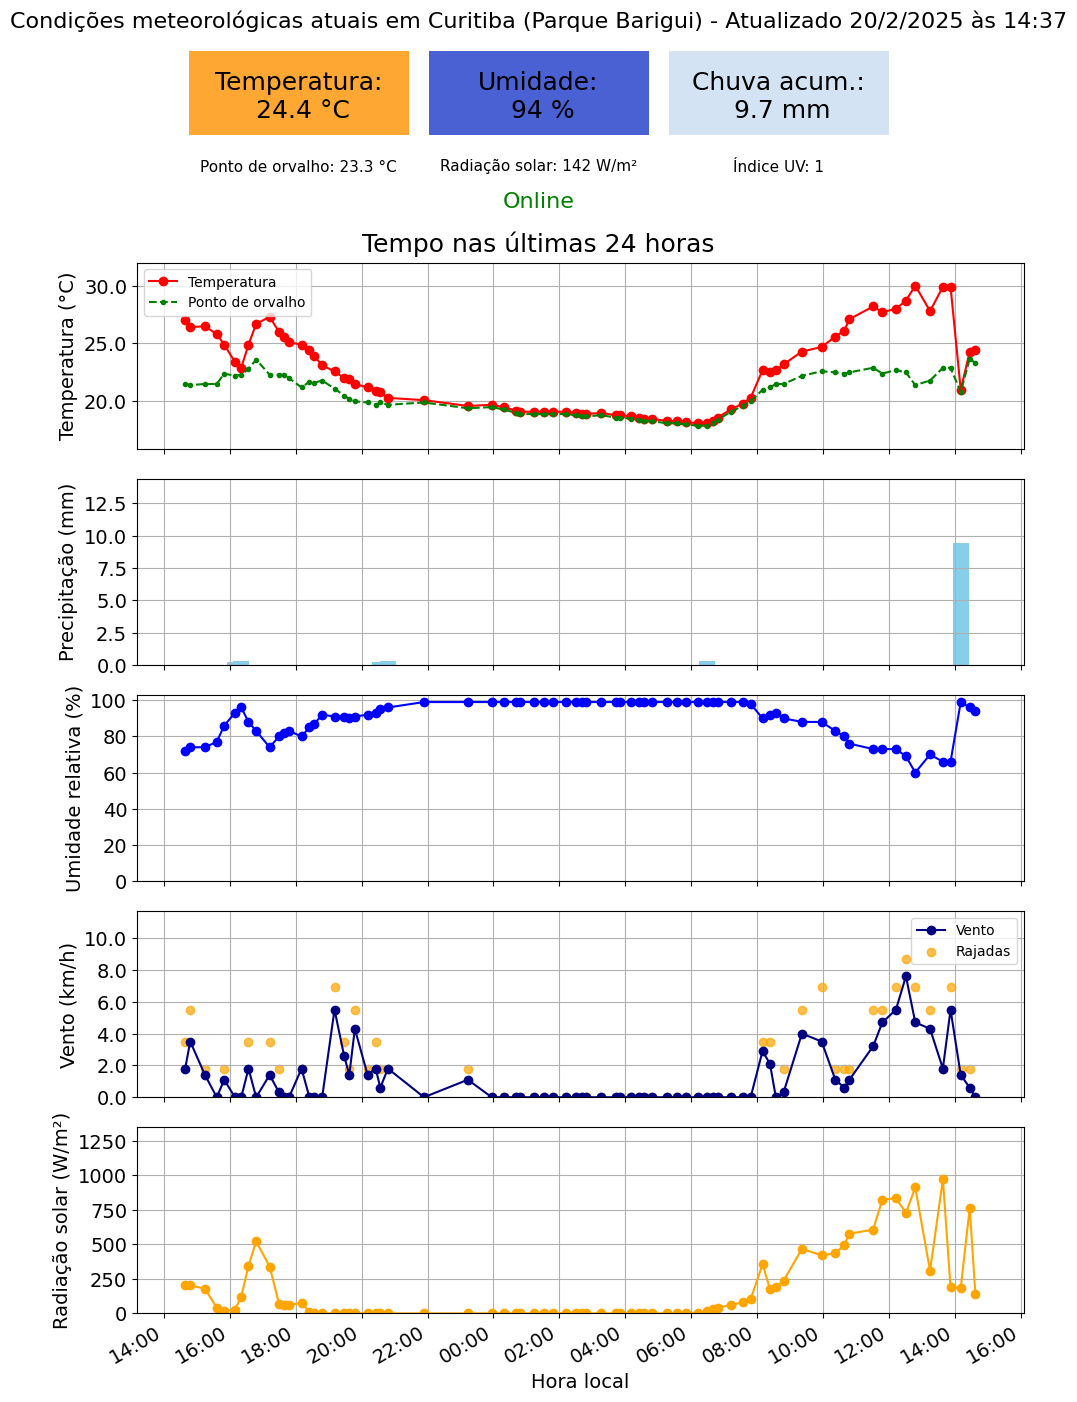 Condições meteorológicas atuais em Curitiba (Parque Barigui) - Atualizado 20/2/2025 às 14:37
Temperatura:
24.4 °C
Umidade:
94 %
Chuva acum.:
9.7 mm
Ponto de orvalho: 23.3 °C
Radiação solar: 142 W/m²
Índice UV: 1
Online
Tempo nas últimas 24 horas
Temperatura (°C)
30.0
25.0
20.0
Temperatura
Ponto de orvalho
Precipitação (mm)
12.5
10.0
7.5
5.0
2.5
0.0
Umidade relativa (%)
100
80
60
40
20
0
Vento (km/h)
10.0
8.0
6.0
4.0
2.0
0.0
Vento
Rajadas
Radiação solar (W/m²)
1250
1000
750
500
250
0
14:00
16:00
18:00
20:00
22:00
00:00
02:00
04:00
06:00
08:00
10:00
12:00
14:00
16:00
Hora local